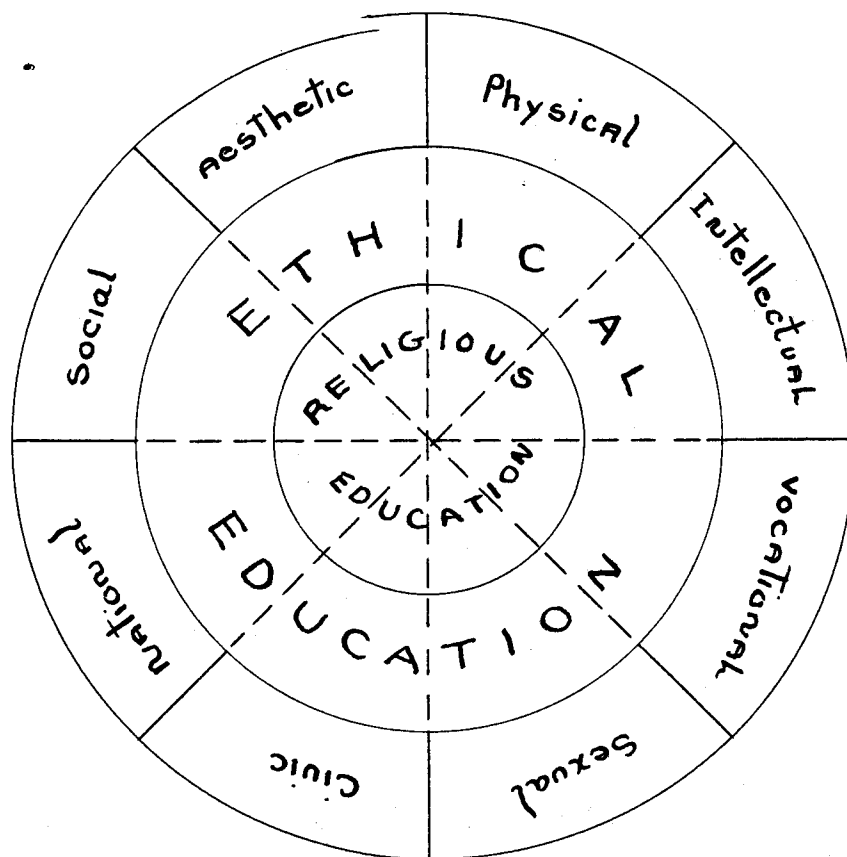 Physical
Intellectual
Vocational
Sexual
Civic
National
Social
Aesthetic
ETHICAL
EDUCATION
RELIGIOUS
EDUCATION